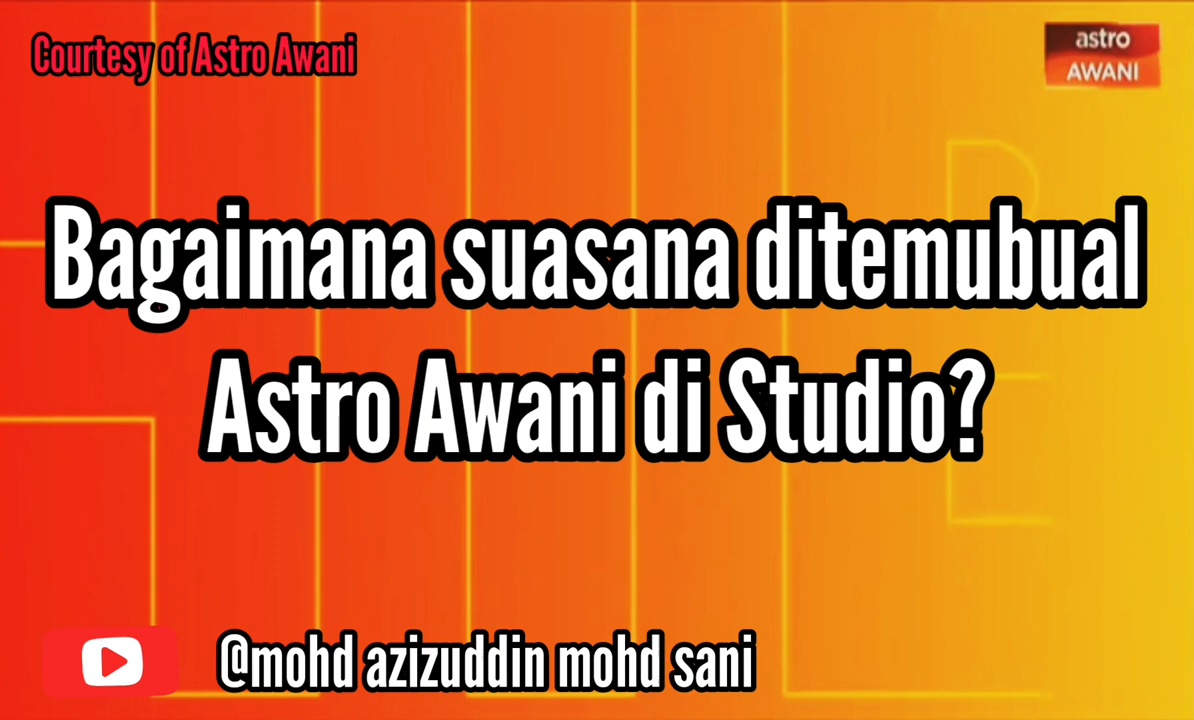 Courtesy of Astro Awani
astro
AWANI
Bagaimana suasana ditemubual
Astro Awani di Studio?
@mohd azizuddin mohd sani